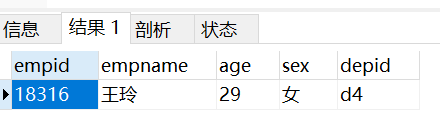 信息 结果 1 剖析 状态
empid empname age sex depid
18316 王玲 29 女 d4